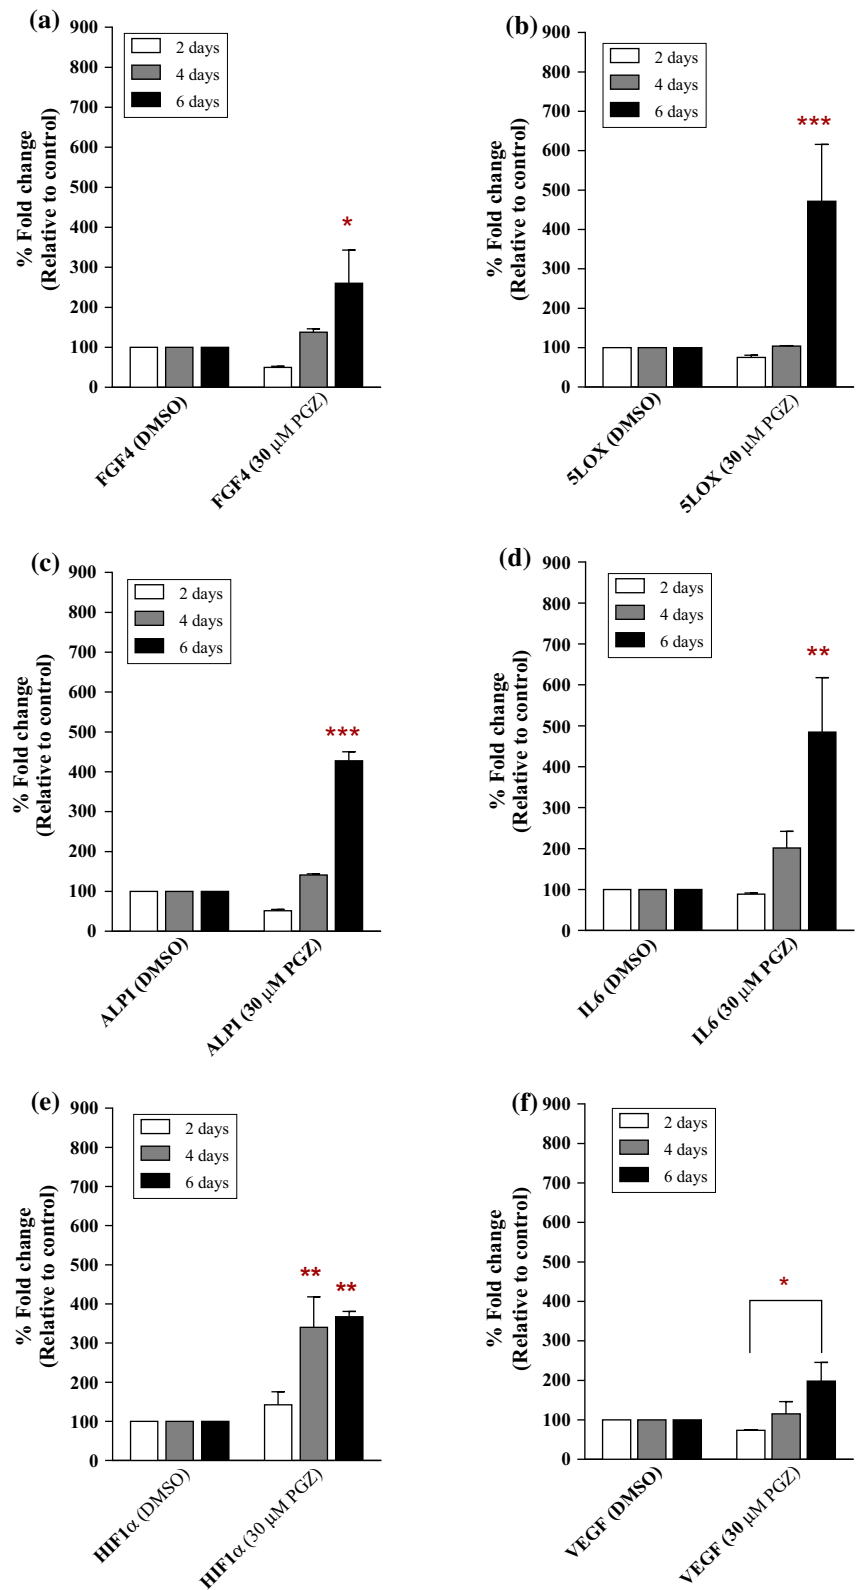 (a)
900
800
700
600
500
400
300
200
100
0
% Fold change
(Relative to control)
2 days
4 days
6 days
*
FGF4 (DMSO)
FGF4 (30 µM PGZ)
(b)
900
800
700
600
500
400
300
200
100
0
% Fold change
(Relative to control)
2 days
4 days
6 days
***
5LOX (DMSO)
5LOX (30 µM PGZ)
(c)
900
800
700
600
500
400
300
200
100
0
% Fold change
(Relative to control)
2 days
4 days
6 days
***
ALPI (DMSO)
ALPI (30 µM PGZ)
(d)
900
800
700
600
500
400
300
200
100
0
% Fold change
(Relative to control)
2 days
4 days
6 days
**
IL6 (DMSO)
IL6 (30 µM PGZ)
(e)
900
800
700
600
500
400
300
200
100
0
% Fold change
(Relative to control)
2 days
4 days
6 days
**
**
HIF1α (DMSO)
HIF1α (30 µM PGZ)
(f)
900
800
700
600
500
400
300
200
100
0
% Fold change
(Relative to control)
2 days
4 days
6 days
*
VEGF (DMSO)
VEGF (30 µM PGZ)